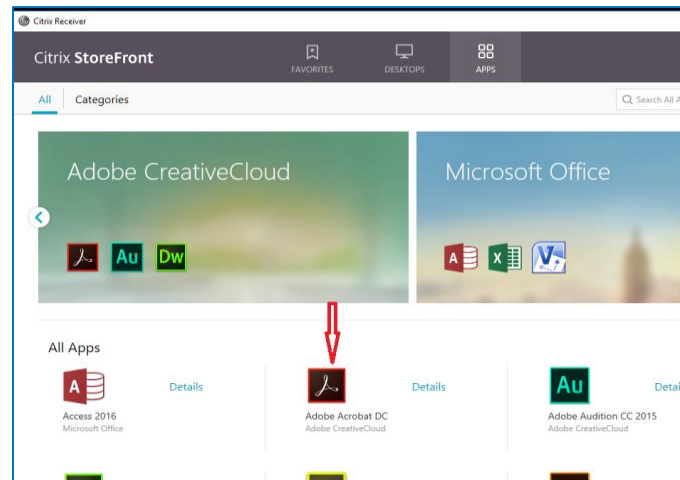 Citrix Receiver
Citrix StoreFront
FAVORITES DESKTOPS APPS
All Categories Search All
Adobe CreativeCloud Microsoft Office
Au Dw A X
All Apps
A Details Details Au
Access 2016 Adobe Acrobat DC Adobe Audition CC 2015
Microsoft Office Adobe CreativeCloud Adobe CreativeCloud